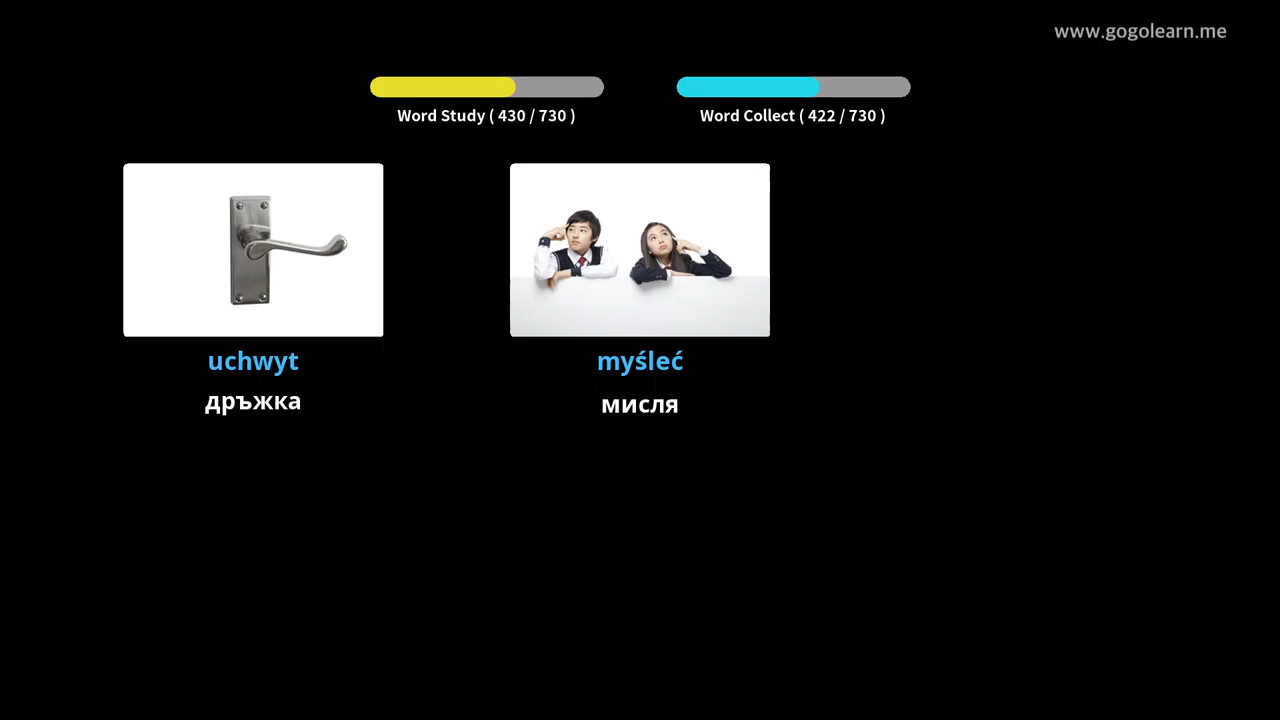 www.gogolearn.me
Word Study ( 430 / 730 )
Word Collect ( 422 / 730 )
uchwyt
дръжка
myśleć
мисля